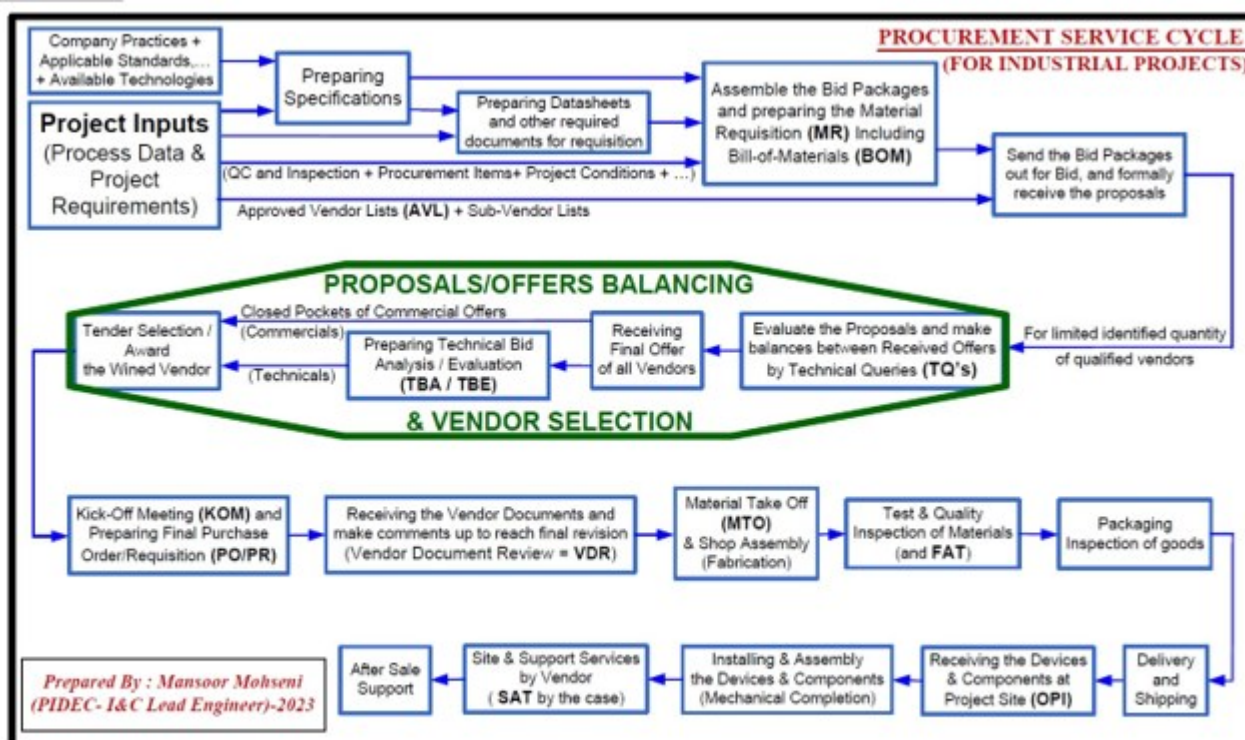 PROCUREMENT SERVICE CYCLE
(FOR INDUSTRIAL PROJECTS)
Company Practices +
Applicable Standards,...
+ Available Technologies
Preparing
Specifications
Project Inputs
(Process Data &
Project
Requirements)
Preparing Datasheets
and other required
documents for requisition
(QC and Inspection + Procurement Items+ Project Conditions + ...)
Approved Vendor Lists (AVL) + Sub-Vendor Lists
Assemble the Bid Packages
and preparing the Material
Requisition (MR) Including
Bill-of-Materials (BOM)
Send the Bid Packages
out for Bid, and formally
receive the proposals
For limited identified quantity
of qualified vendors
PROPOSALS/OFFERS BALANCING
Evaluate the Proposals and make
balances between Received Offers
by Technical Queries (TQ's)
Receiving
Final Offer
of all Vendors
Closed Pockets of Commercial Offers
(Commercials)
Preparing Technical Bid
Analysis / Evaluation
(TBA / TBE)
(Technicals)
Tender Selection /
Award
the Wined Vendor
& VENDOR SELECTION
Kick-Off Meeting (KOM) and
Preparing Final Purchase
Order/Requisition (PO/PR)
Receiving the Vendor Documents and
make comments up to reach final revision
(Vendor Document Review = VDR)
Material Take Off
(MTO)
& Shop Assembly
(Fabrication)
Test & Quality
Inspection of Materials
(and FAT)
Packaging
Inspection of goods
Delivery
and
Shipping
Receiving the Devices
& Components at
Project Site (OPI)
Installing & Assembly
the Devices & Components
(Mechanical Completion)
Site & Support Services
by Vendor
( SAT by the case)
After Sale
Support
Prepared By : Mansoor Mohseni
(PIDEC- I&C Lead Engineer)-2023